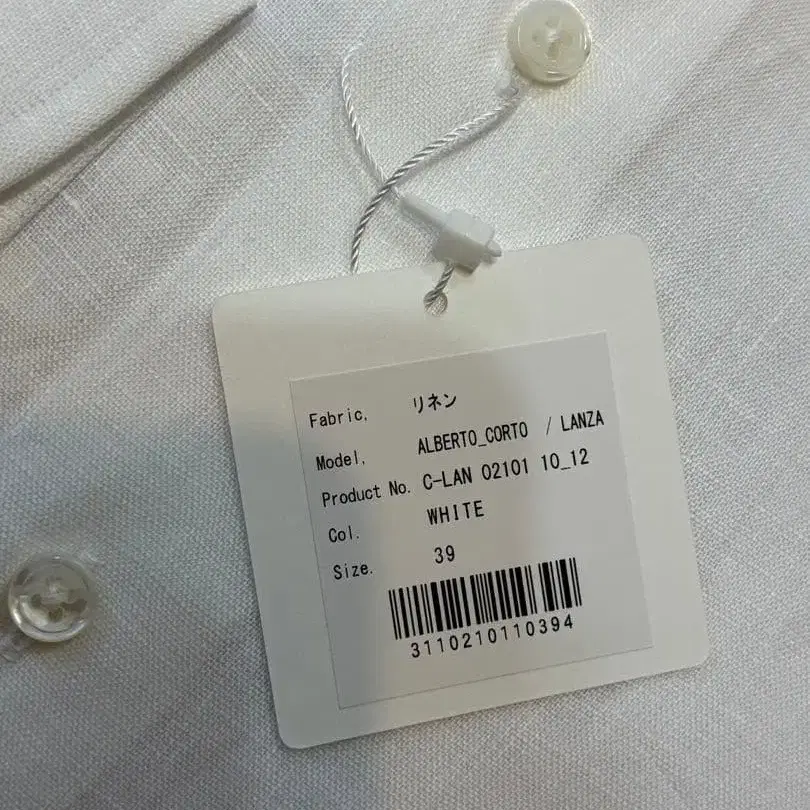 Fabric. リネン
Model. ALBERTO_CORTO / LANZA
Product No. C-LAN 02101 10_12
Col. WHITE
Size. 39
3110210110394